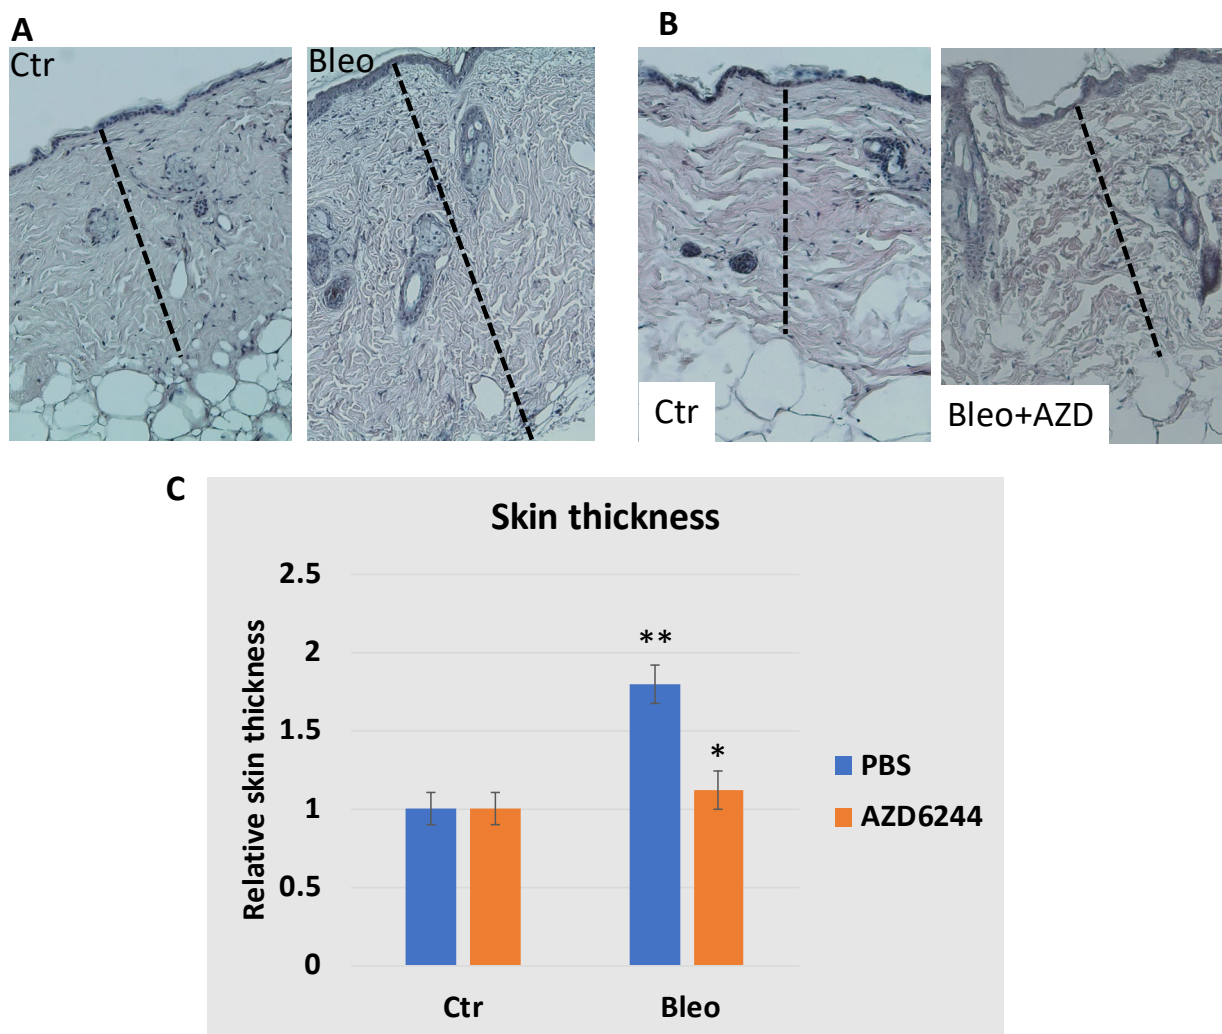 A
B
Ctr
Bleo
Ctr
Bleo+AZD
C
Skin thickness
Relative skin thickness
2.5
2
1.5
1
0.5
0
**
*
PBS
AZD6244
Ctr
Bleo